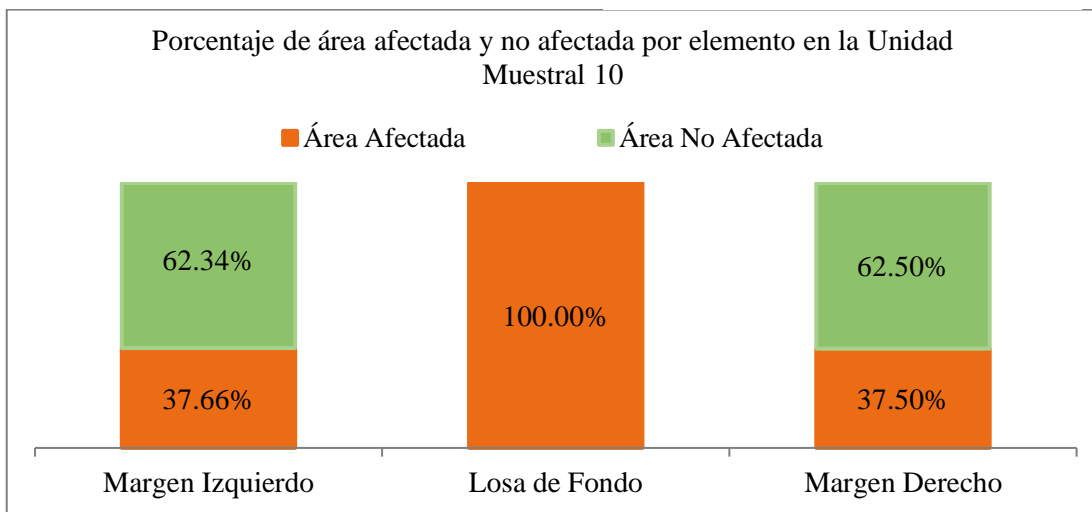 Porcentaje de área afectada y no afectada por elemento en la Unidad
Muestral 10
Área Afectada
Área No Afectada
62.34%
100.00%
62.50%
37.66%
37.50%
Margen Izquierdo
Losa de Fondo
Margen Derecho